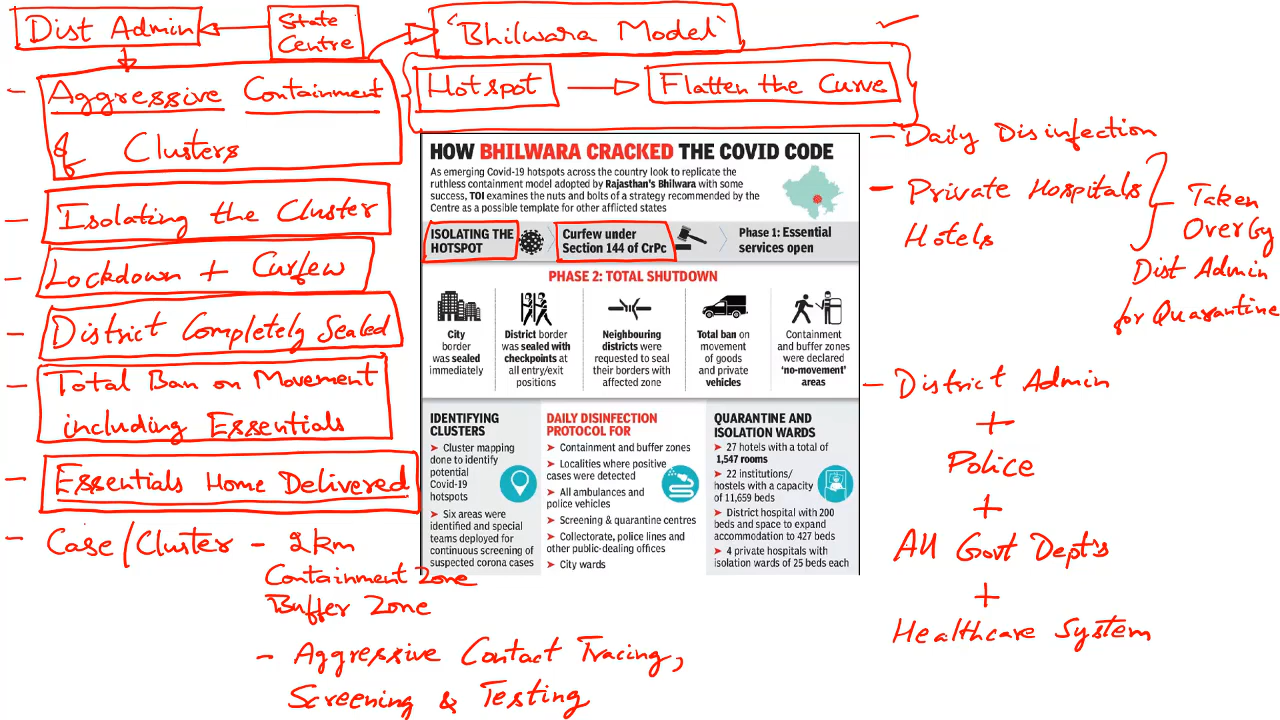 Dist Admin
State
Centre
'Bhilwara Model'
- Aggressive Containment
& Clusters
Hotspot
Flatten the Curve
- Isolating the Cluster
- Lockdown + Curfew
- District Completely Sealed
- Total Ban on Movement
including Essentials
- Essentials Home Delivered
- Case/Cluster - 2km
Containment Zone
Buffer Zone
- Aggressive Contact Tracing,
Screening & Testing
HOW BHILWARA CRACKED THE COVID CODE
As emerging Covid-19 hotspots across the country look to replicate the
ruthless containment model adopted by Rajasthan's Bhilwara with some
success, TOI examines the nuts and bolts of a strategy recommended by the
Centre as a possible template for other afflicted states
ISOLATING THE
HOTSPOT
Curfew under
Section 144 of CrPc
Phase 1: Essential
services open
PHASE 2: TOTAL SHUTDOWN
City
border
was sealed
immediately
District border
was sealed with
checkpoints at
all entry/exit
positions
Neighbouring
districts were
requested to seal
their borders with
affected zone
Total ban on
movement
of goods
and private
vehicles
Containment
and buffer zones
were declared
'no-movement'
areas
IDENTIFYING
CLUSTERS
➤ Cluster mapping
done to identify
potential
Covid-19
hotspots
➤ Six areas were
identified and special
teams deployed for
continuous screening of
suspected corona cases
DAILY DISINFECTION
PROTOCOL FOR
➤ Containment and buffer zones
➤ Localities where positive
cases were detected
➤ All ambulances and
police vehicles
➤ Screening & quarantine centres
➤ Collectorate, police lines and
other public-dealing offices
➤ City wards
QUARANTINE AND
ISOLATION WARDS
➤ 27 hotels with a total of
1,547 rooms
➤ 22 institutions/
hostels with a capacity
of 11,659 beds
➤ District hospital with 200
beds and space to expand
accommodation to 427 beds
➤ 4 private hospitals with
isolation wards of 25 beds each
- Daily Disinfection
- Private Hospitals
Hotels
Taken
Over by
Dist Admin
for Quarantine
- District Admin
+
Police
+
All Govt Dept's
+
Healthcare System